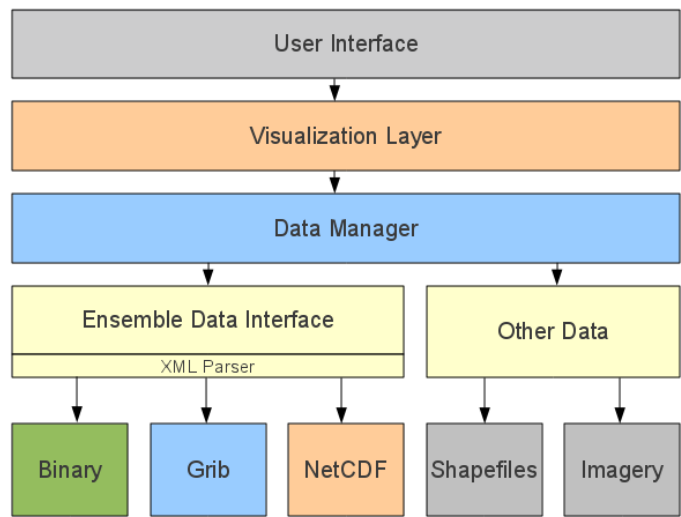 User Interface
Visualization Layer
Data Manager
Ensemble Data Interface
XML Parser
Other Data
Binary
Grib
NetCDF
Shapefiles
Imagery